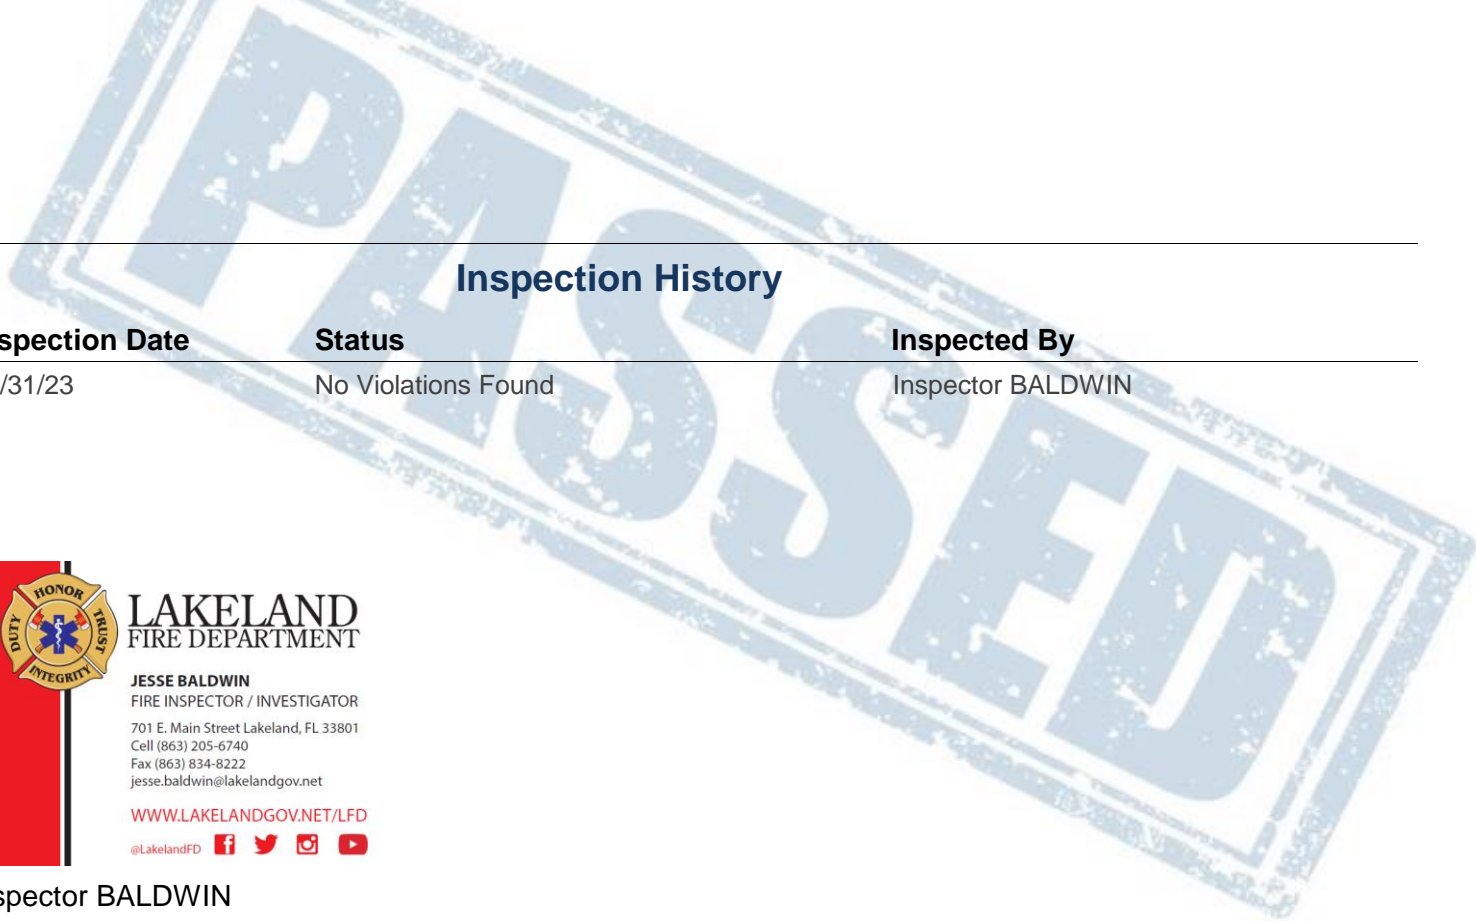 PASSED
Inspection History
spection Date Status Inspected By
/31/23 No Violations Found Inspector BALDWIN
HONOR
DUTY
TRUST
INTEGRITY
LAKELAND
FIRE DEPARTMENT
JESSE BALDWIN
FIRE INSPECTOR / INVESTIGATOR
701 E. Main Street Lakeland, FL 33801
Cell (863) 205-6740
Fax (863) 834-8222
jesse.baldwin@lakelandgov.net
WWW.LAKELANDGOV.NET/LFD
@LakelandFD
spector BALDWIN